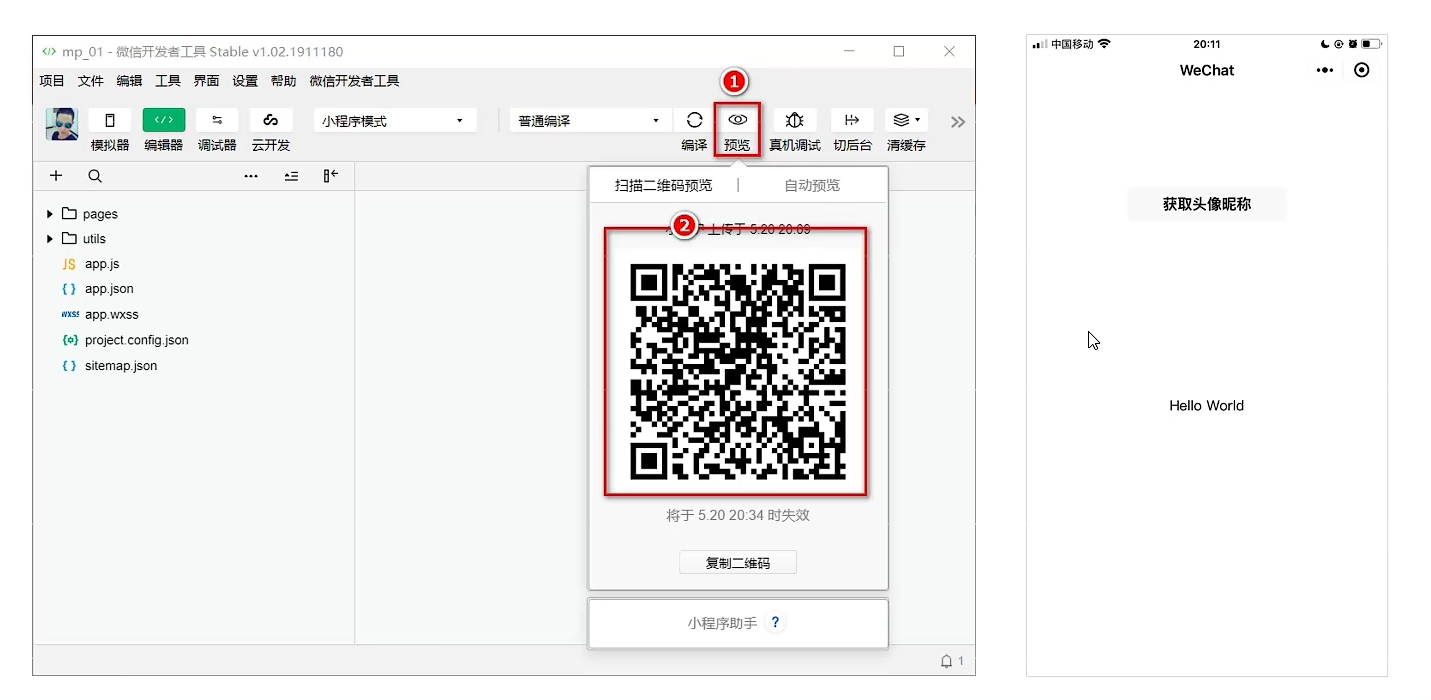 mp_01 - 微信开发者工具 Stable v1.02.1911180
项目 文件 编辑 工具 界面 设置 帮助 微信开发者工具
1
</> 小程序模式 普通编译
模拟器 编辑器 调试器 云开发 编译 预览 真机调试 切后台 清缓存
pages
utils
JS app.js
{ } app.json
wxss app.wxss
{o} project.config.json
{ } sitemap.json
扫描二维码预览 | 自动预览
2
上传于 5.20 20:09
将于 5.20 20:34 时失效
复制二维码
小程序助手 ?
1
中国移动 20:11
WeChat
获取头像昵称
Hello World